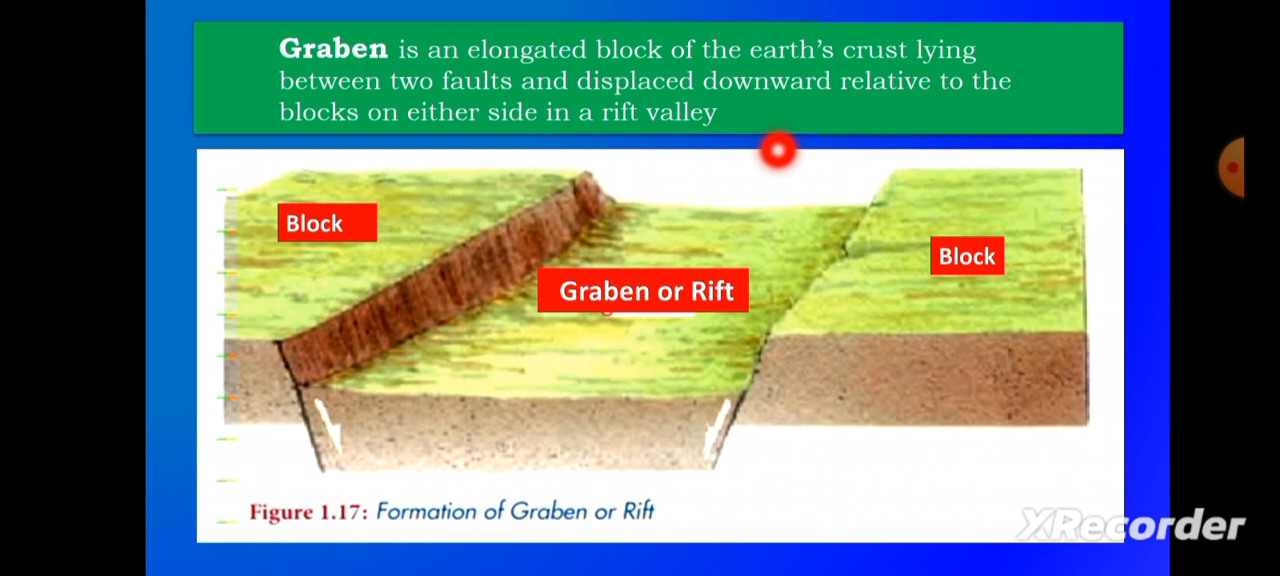 Graben is an elongated block of the earth's crust lying
between two faults and displaced downward relative to the
blocks on either side in a rift valley
Block
Block
Graben or Rift
Figure 1.17: Formation of Graben or Rift
XRecorder